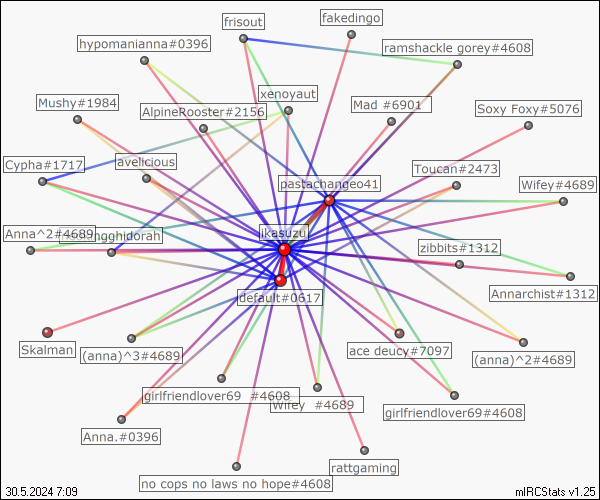 fakedingo
frisout
hypomanianna#0396
ramshackle gorey#4608
xenoyaut
Mushy#1984
AlpineRooster#2156
Mad #6901
Soxy Foxy#5076
Cypha#1717
avelicious
Toucan#2473
pastachangeo41
Wifey#4689
Anna^2#4689
ghidorah
ikasuzu
zibbits#1312
default#0617
Annarchist#1312
Skalman
(anna)^3#4689
ace deucy#7097
(anna)^2#4689
girlfriendlover69 #4608
Wifey #4689
girlfriendlover69#4608
Anna.#0396
rattgaming
no cops no laws no hope#4608
30.5.2024 7:09
mIRCStats v1.25